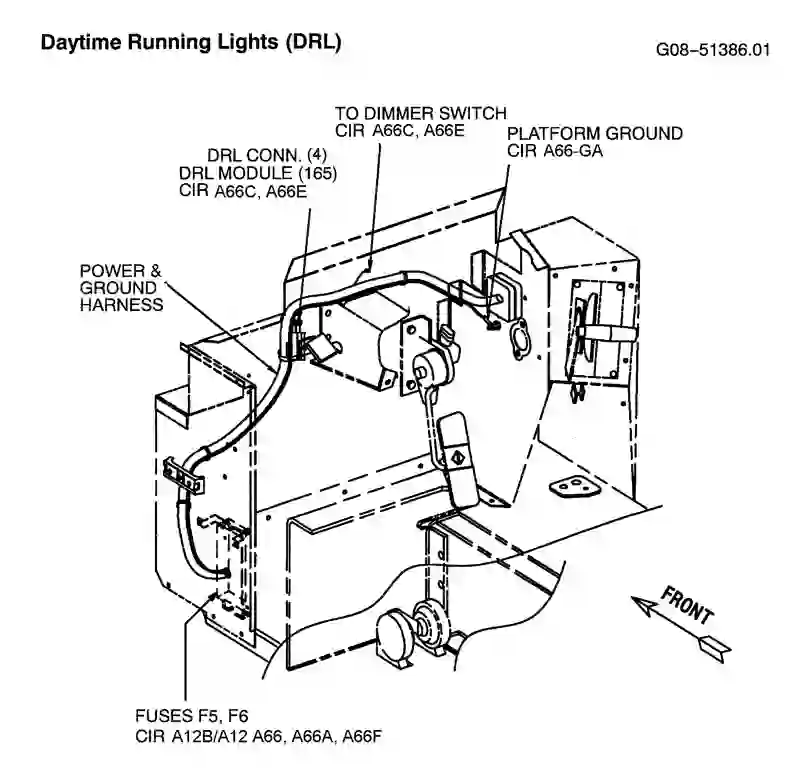 Daytime Running Lights (DRL)
G08-51386.01
TO DIMMER SWITCH
CIR A66C, A66E
PLATFORM GROUND
CIR A66-GA
DRL CONN. (4)
DRL MODULE (165)
CIR A66C, A66E
POWER &
GROUND
HARNESS
FRONT
FUSES F5, F6
CIR A12B/A12 A66, A66A, A66F